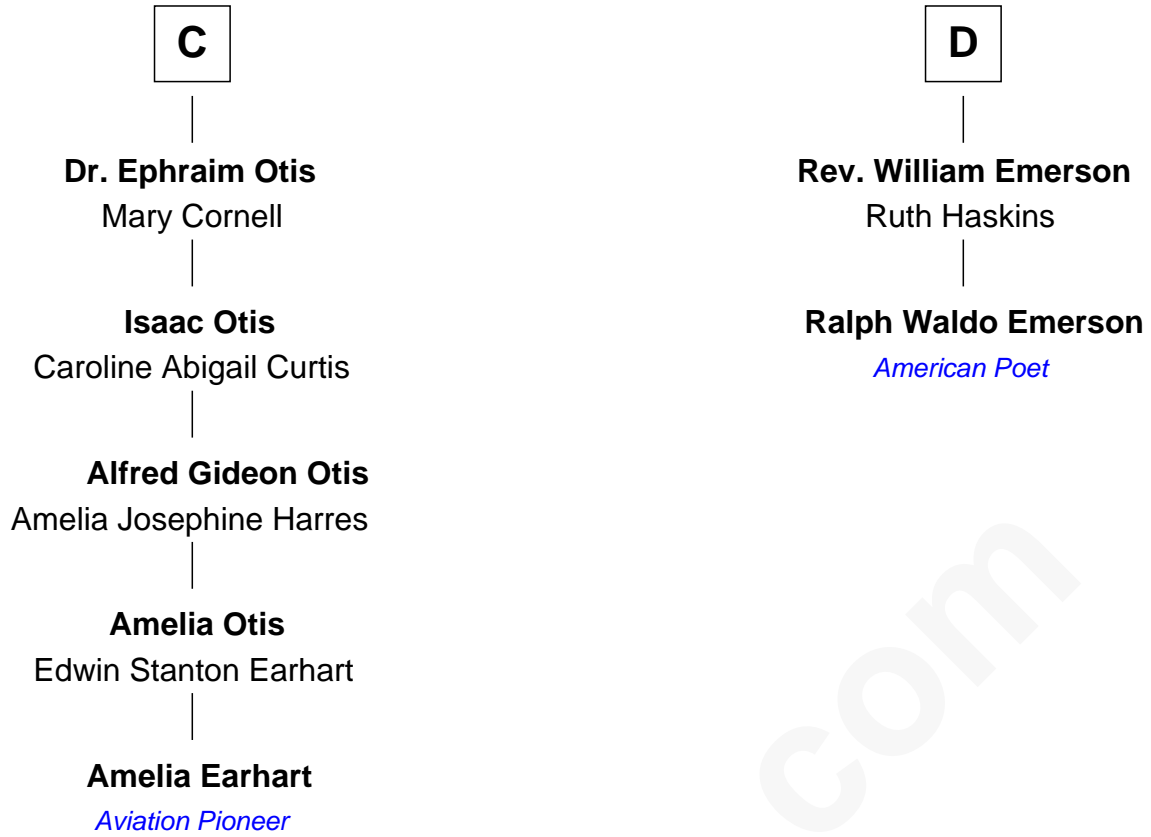 C
Dr. Ephraim Otis
Mary Cornell
Isaac Otis
Caroline Abigail Curtis
Alfred Gideon Otis
Amelia Josephine Harres
Amelia Otis
Edwin Stanton Earhart
Amelia Earhart
Aviation Pioneer
D
Rev. William Emerson
Ruth Haskins
Ralph Waldo Emerson
American Poet
com